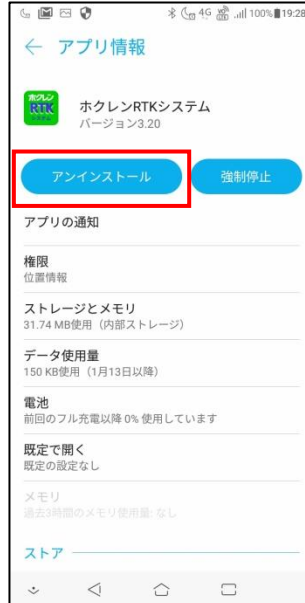 4G 100% 19:28
アプリ情報
ホクレン
RTK
システム
ホクレンRTKシステム
バージョン3.20
アンインストール
強制停止
アプリの通知
権限
位置情報
ストレージとメモリ
31.74 MB使用（内部ストレージ）
データ使用量
150 KB使用（1月13日以降）
電池
前回のフル充電以降 0% 使用しています
既定で開く
既定の設定なし
メモリ
過去3時間のメモリ使用量: なし
ストア